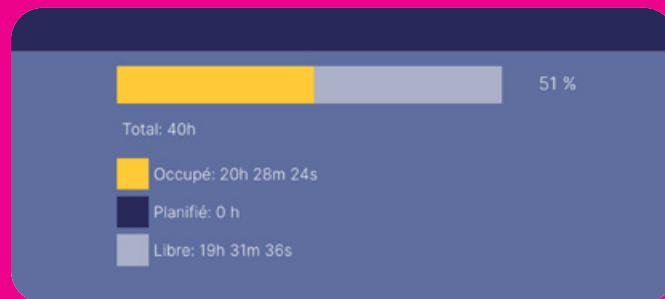 51 %
Total: 40h
Occupé: 20h 28m 24s
Planifié: 0 h
Libre: 19h 31m 36s